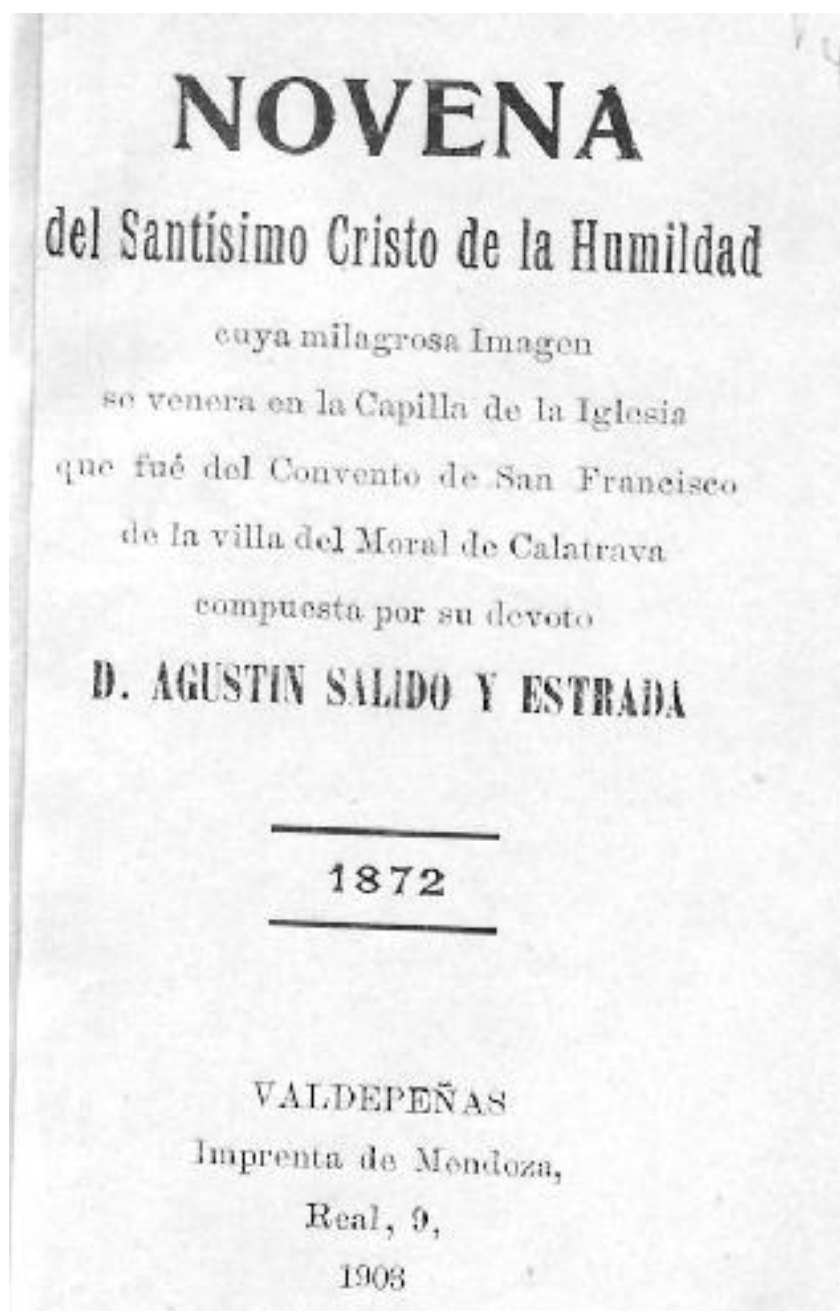 NOVENA
del Santísimo Cristo de la Humildad
cuya milagrosa Imagen
se venera en la Capilla de la Iglesia
que fué del Convento de San Francisco
de la villa del Moral de Calatrava
compuesta por su devoto
D. AGUSTIN SALIDO Y ESTRADA
1872
VALDEPEÑAS
Imprenta de Mendoza,
Real, 9,
1903